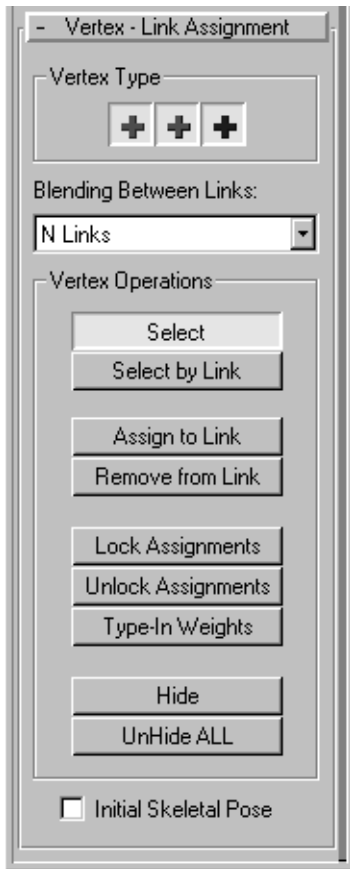 - Vertex - Link Assignment
Vertex Type
Blending Between Links:
N Links
Vertex Operations
Select
Select by Link
Assign to Link
Remove from Link
Lock Assignments
Unlock Assignments
Type-In Weights
Hide
UnHide ALL
Initial Skeletal Pose